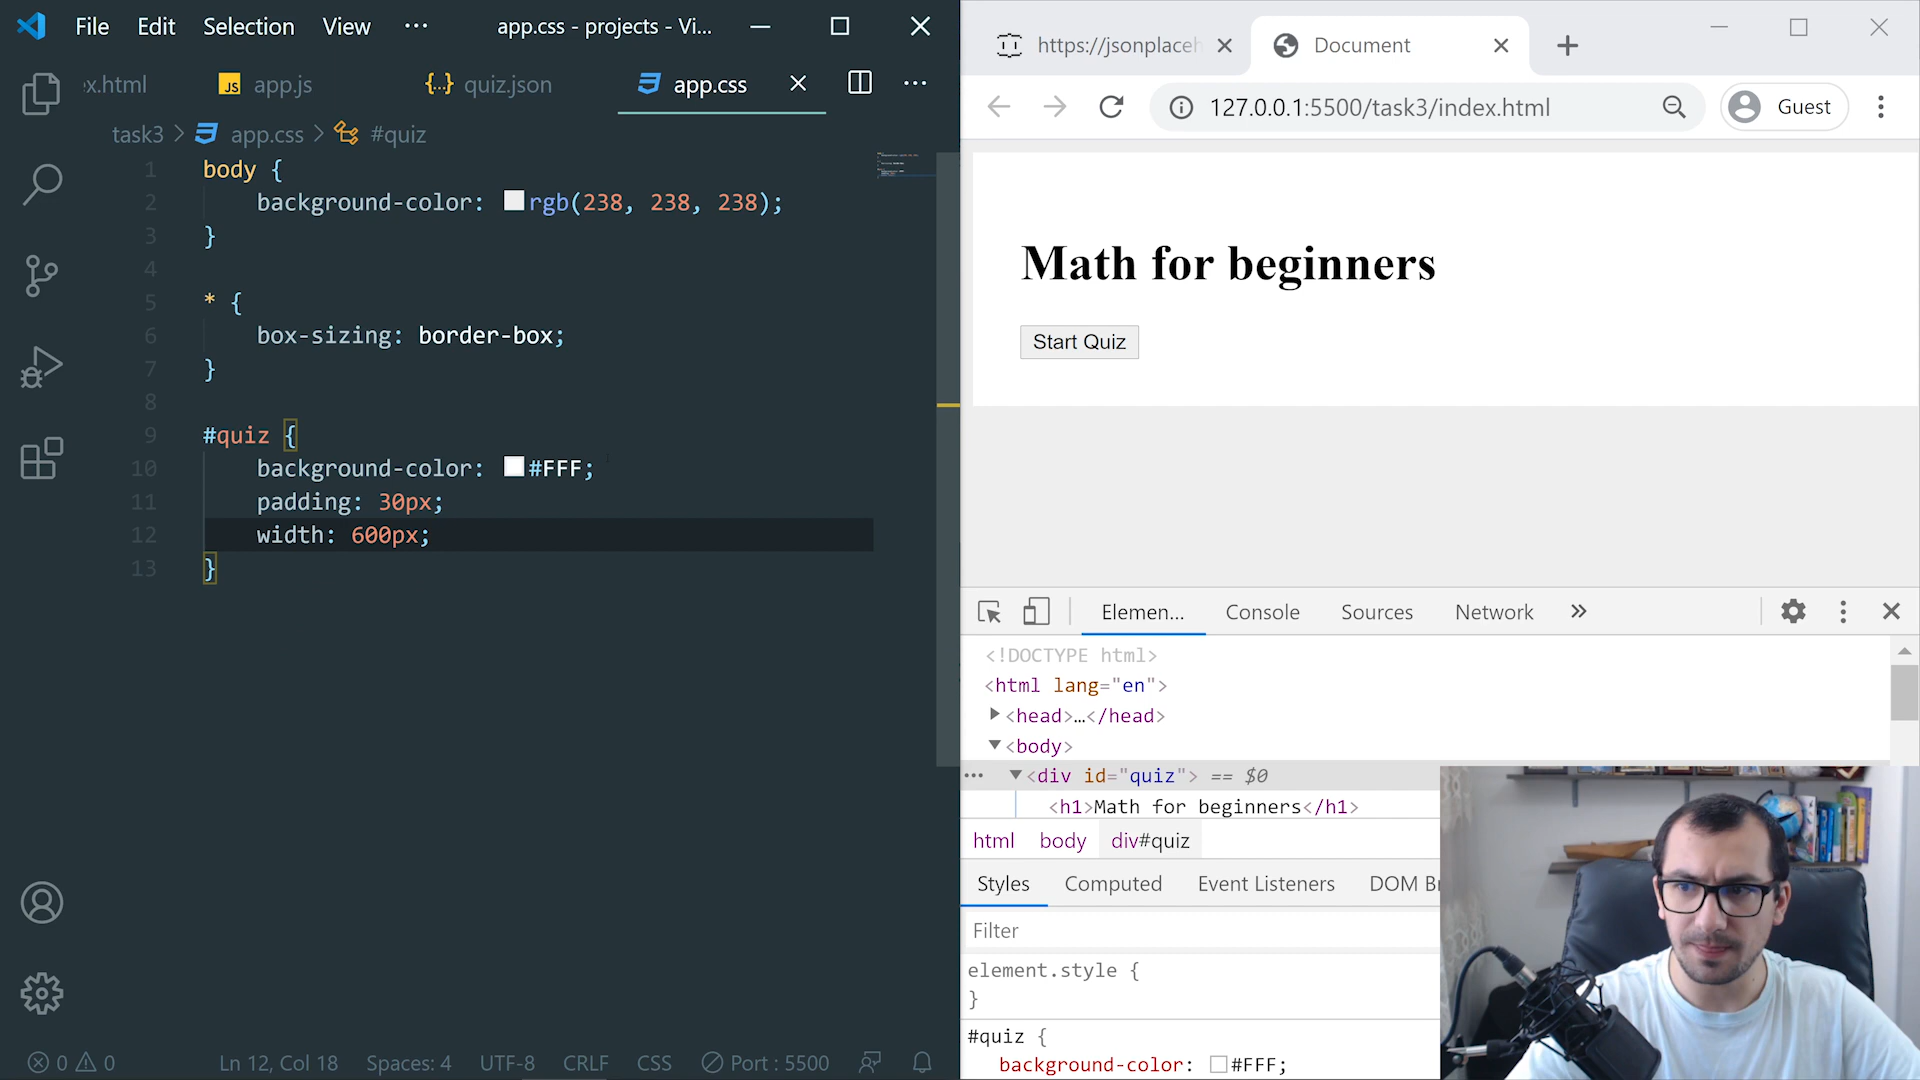 File Edit Selection View ··· app.css - projects - Vi...
x.html JS app.js {..} quiz.json app.css ···
task3 > app.css > #quiz
1 body {
2 background-color: rgb(238, 238, 238);
3 }
4
5 * {
6 box-sizing: border-box;
7 }
8
9 #quiz {
10 background-color: #FFF;
11 padding: 30px;
12 width: 600px;
13 }
0 0 Ln 12, Col 18 Spaces: 4 UTF-8 CRLF CSS Port : 5500
https://jsonplaceh Document
127.0.0.1:5500/task3/index.html Guest
Math for beginners
Start Quiz
Elemen... Console Sources Network »
<!DOCTYPE html>
<html lang="en">
<head>…</head>
<body>
··· <div id="quiz"> == $0
<h1>Math for beginners</h1>
html body div#quiz
Styles Computed Event Listeners DOM Br
Filter
element.style {
}
#quiz {
background-color: #FFF;